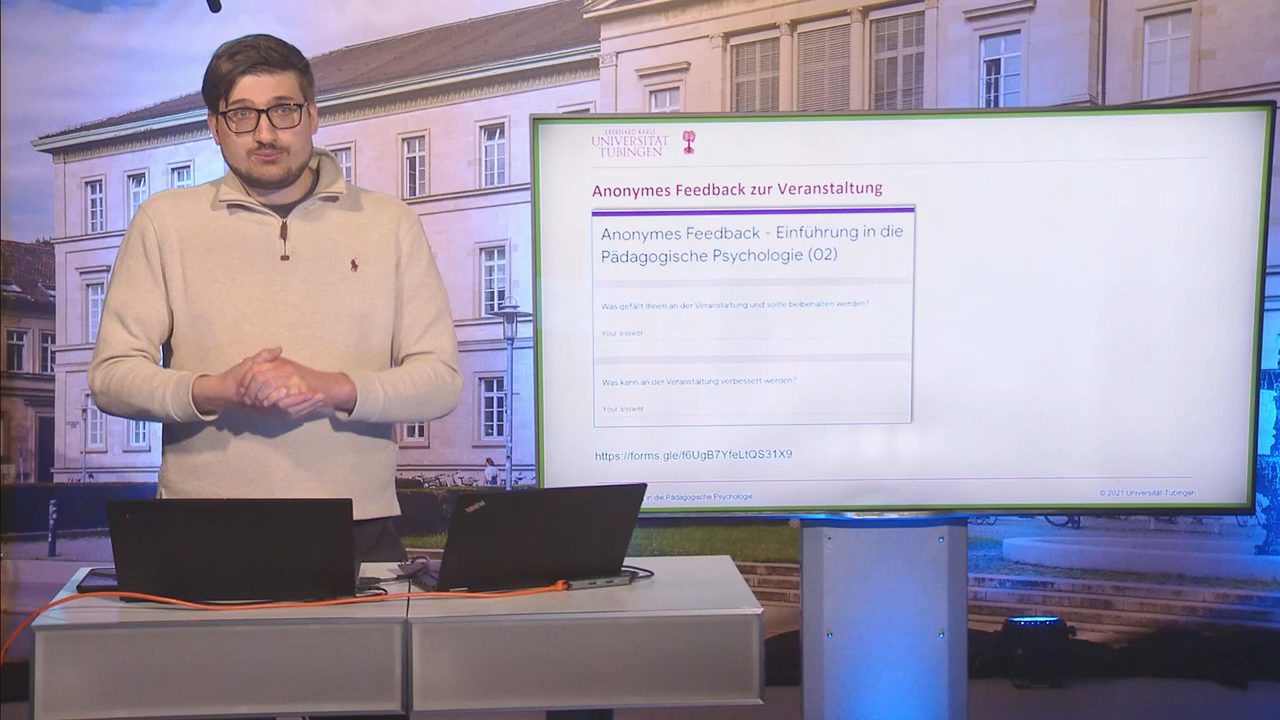 EBERHARD KARLS
UNIVERSITÄT
TÜBINGEN
Anonymes Feedback zur Veranstaltung
Anonymes Feedback - Einführung in die
Pädagogische Psychologie (02)
Was gefällt Ihnen an der Veranstaltung und sollte beibehalten werden?
Your answer
Was kann an der Veranstaltung verbessert werden?
Your answer
https://forms.gle/f6UgB7YfeLtQS31X9
in die Pädagogische Psychologie
© 2021 Universität Tübingen
ThinkPad